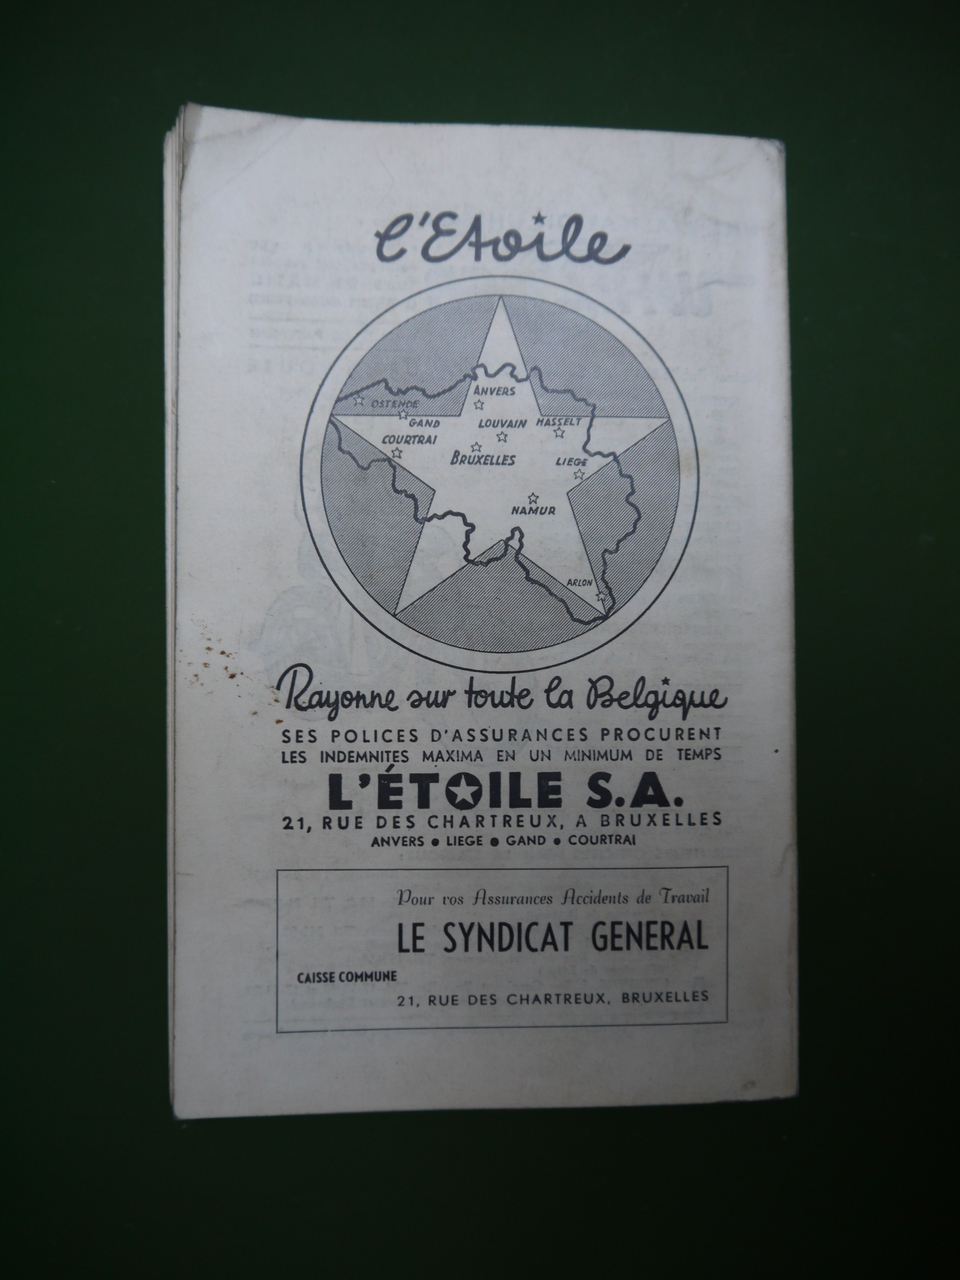 l'Etoile
ANVERS
OSTENDE
GAND
LOUVAIN
HASSELT
COURTRAI
BRUXELLES
LIEGE
NAMUR
ARLON
Rayonne sur toute la Belgique
SES POLICES D'ASSURANCES PROCURENT
LES INDEMNITES MAXIMA EN UN MINIMUM DE TEMPS
L'ÉTOILE S.A.
21, RUE DES CHARTREUX, A BRUXELLES
ANVERS ● LIEGE ● GAND ● COURTRAI
Pour vos Assurances Accidents de Travail
LE SYNDICAT GENERAL
CAISSE COMMUNE
21, RUE DES CHARTREUX, BRUXELLES